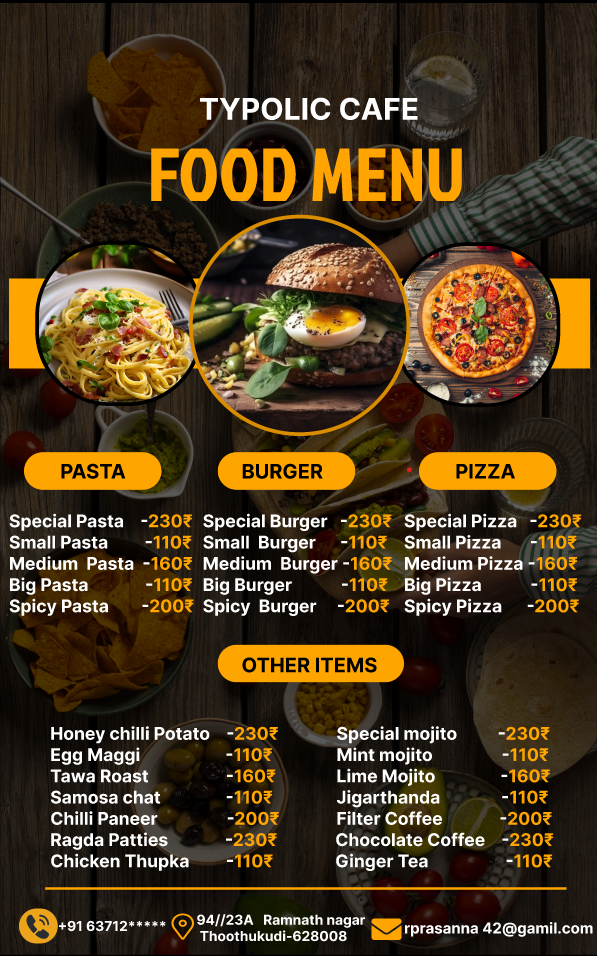 TYPOLIC CAFE
FOOD MENU
PASTA
Special Pasta -230₹
Small Pasta -110₹
Medium Pasta -160₹
Big Pasta -110₹
Spicy Pasta -200₹
BURGER
Special Burger -230₹
Small Burger -110₹
Medium Burger -160₹
Big Burger -110₹
Spicy Burger -200₹
PIZZA
Special Pizza -230₹
Small Pizza -110₹
Medium Pizza -160₹
Big Pizza -110₹
Spicy Pizza -200₹
OTHER ITEMS
Honey chilli Potato -230₹
Egg Maggi -110₹
Tawa Roast -160₹
Samosa chat -110₹
Chilli Paneer -200₹
Ragda Patties -230₹
Chicken Thupka -110₹
Special mojito -230₹
Mint mojito -110₹
Lime Mojito -160₹
Jigarthanda -110₹
Filter Coffee -200₹
Chocolate Coffee -230₹
Ginger Tea -110₹
+91 63712*****
94//23A Ramnath nagar
Thoothukudi-628008
rprasanna 42@gamil.com